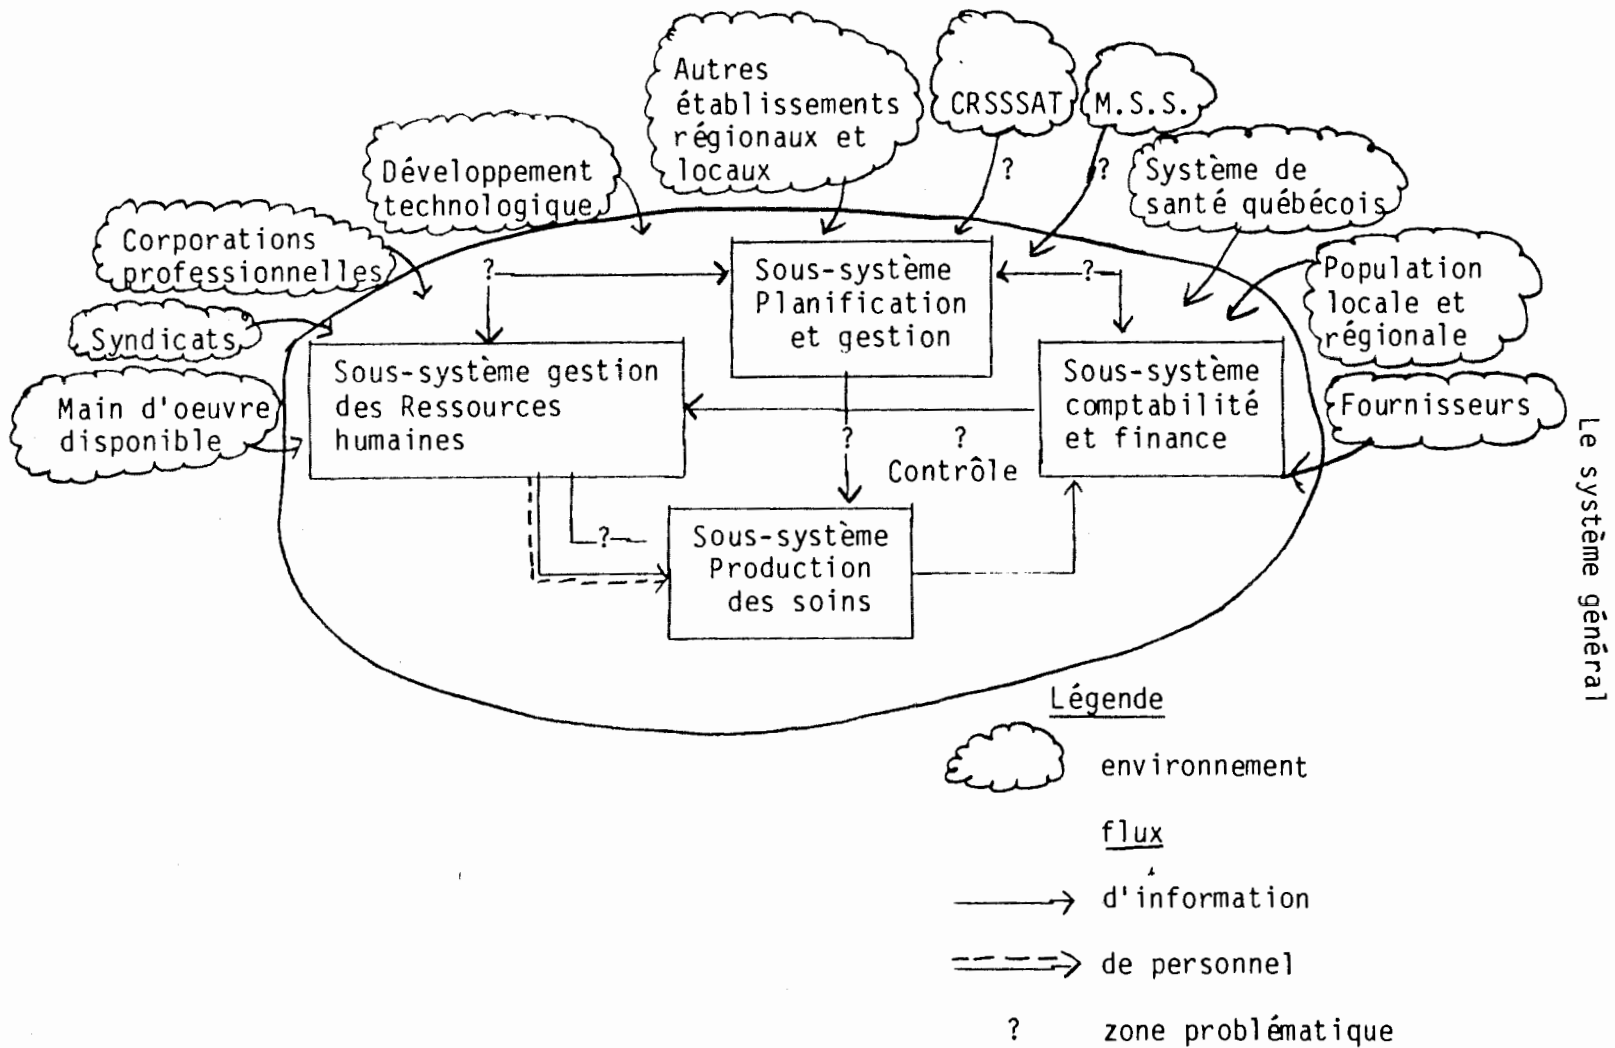 Autres
établissements
régionaux et
locaux
CRSSSAT
M.S.S.
?
?
Développement
technologique
Système de
santé québécois
Corporations
professionnelles
Syndicats
Main d'oeuvre
disponible
Population
locale et
régionale
Fournisseurs
?
Sous-système
Planification
et gestion
?
Sous-système gestion
des Ressources
humaines
Sous-système
comptabilité
et finance
?
?
Contrôle
?
Sous-système
Production
des soins
Le système général
Légende
environnement
flux
d'information
de personnel
? zone problématique